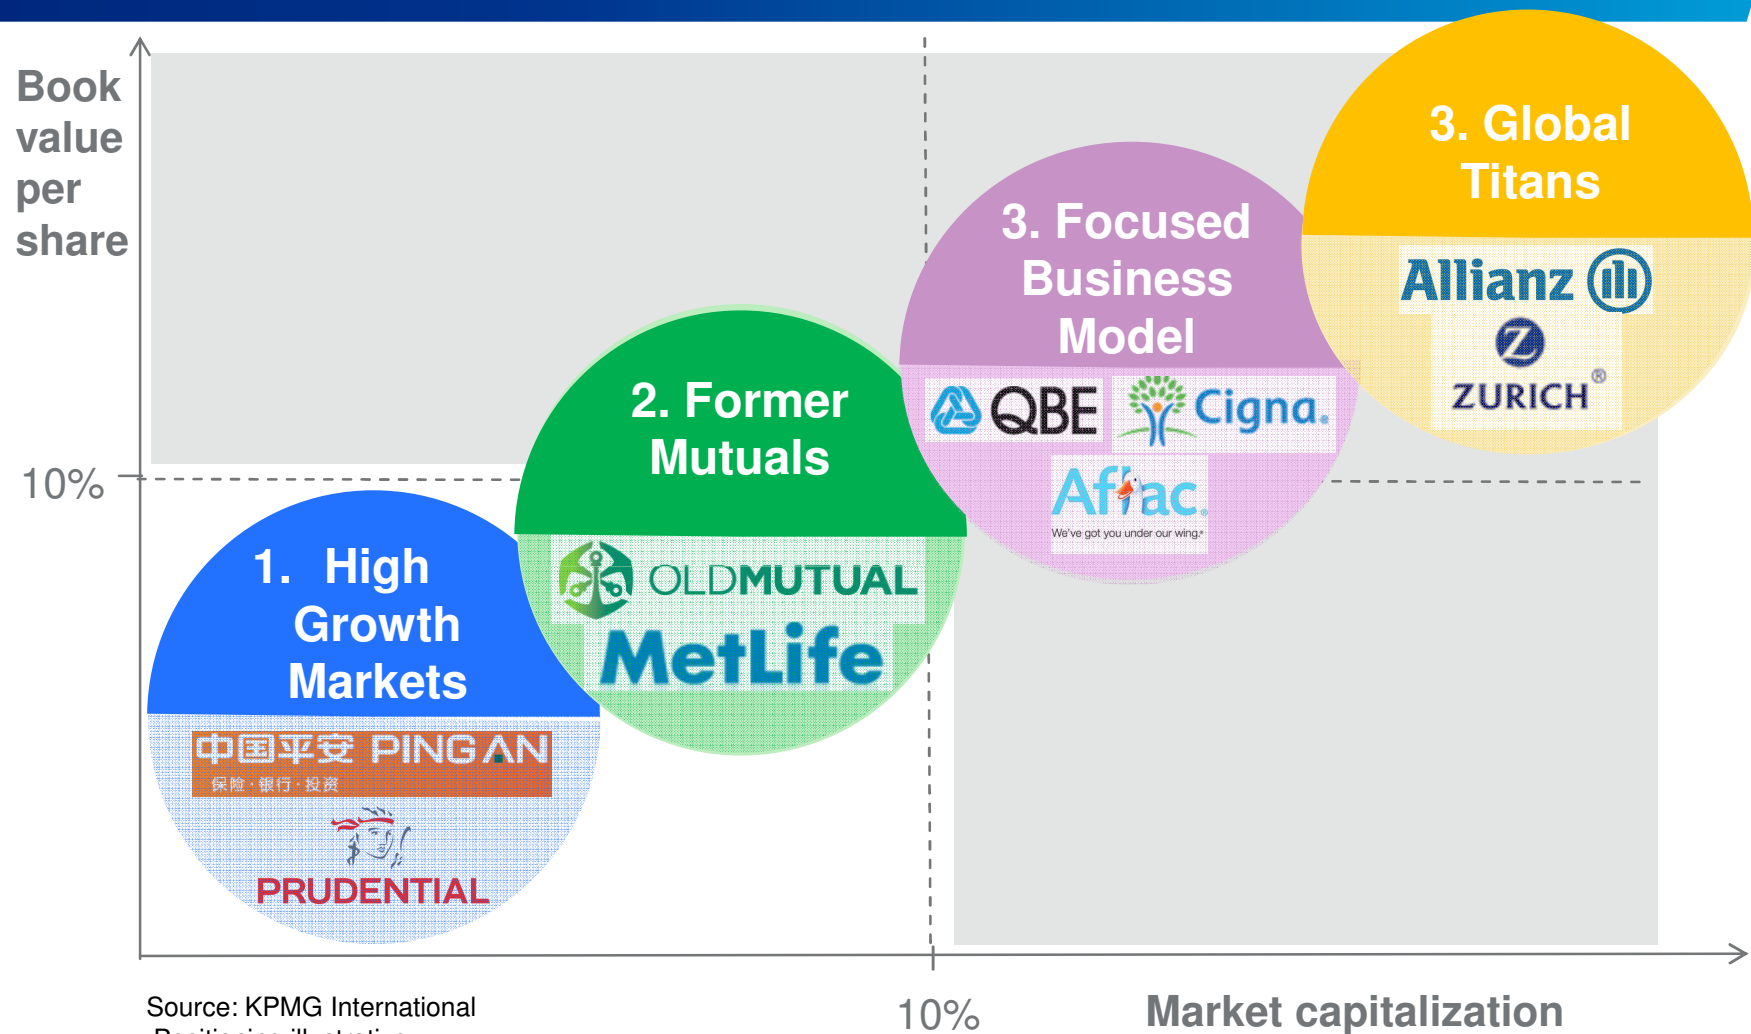 Book
value
per
share
3. Global
Titans
Allianz
ZURICH®
3. Focused
Business
Model
QBE
Cigna®
Aflac®
We've got you under our wing.®
2. Former
Mutuals
OLDMUTUAL
MetLife
10%
1. High
Growth
Markets
中国平安 PING AN
保险·银行·投资
PRUDENTIAL
Source: KPMG International
10%
Market capitalization